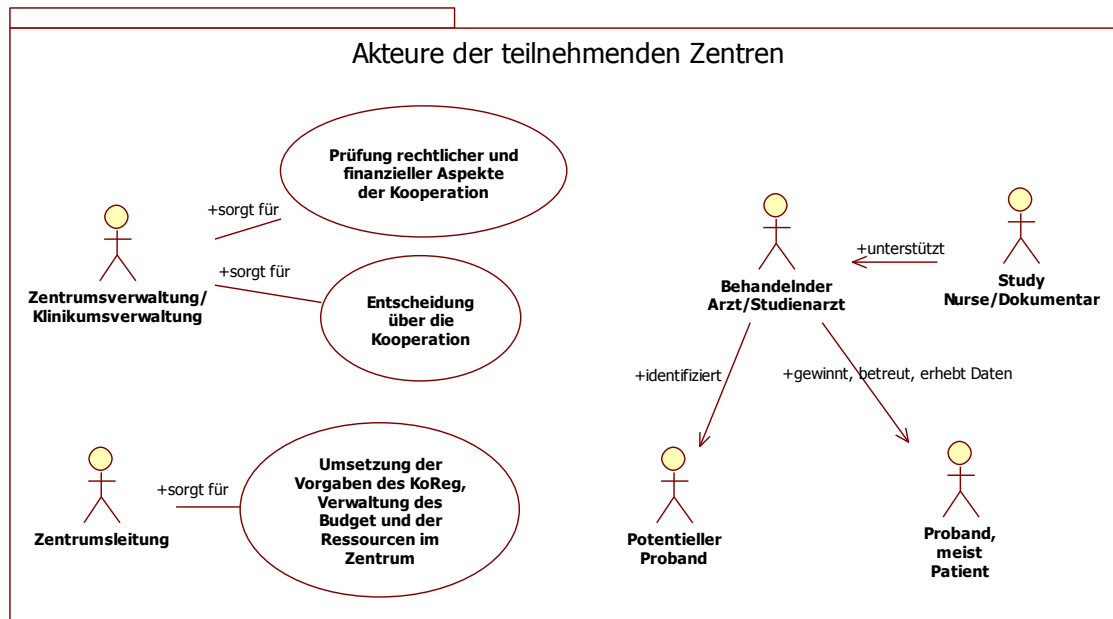 Akteure der teilnehmenden Zentren
Prüfung rechtlicher und
finanzieller Aspekte
der Kooperation
+sorgt für
+sorgt für
Zentrumsverwaltung/
Klinikumsverwaltung
Entscheidung
über die
Kooperation
+sorgt für
Zentrumsleitung
Umsetzung der
Vorgaben des KoReg,
Verwaltung des
Budget und der
Ressourcen im
Zentrum
Behandelnder
Arzt/Studienarzt
+unterstützt
Study
Nurse/Dokumentar
+identifiziert
+gewinnt, betreut, erhebt Daten
Potentieller
Proband
Proband,
meist
Patient